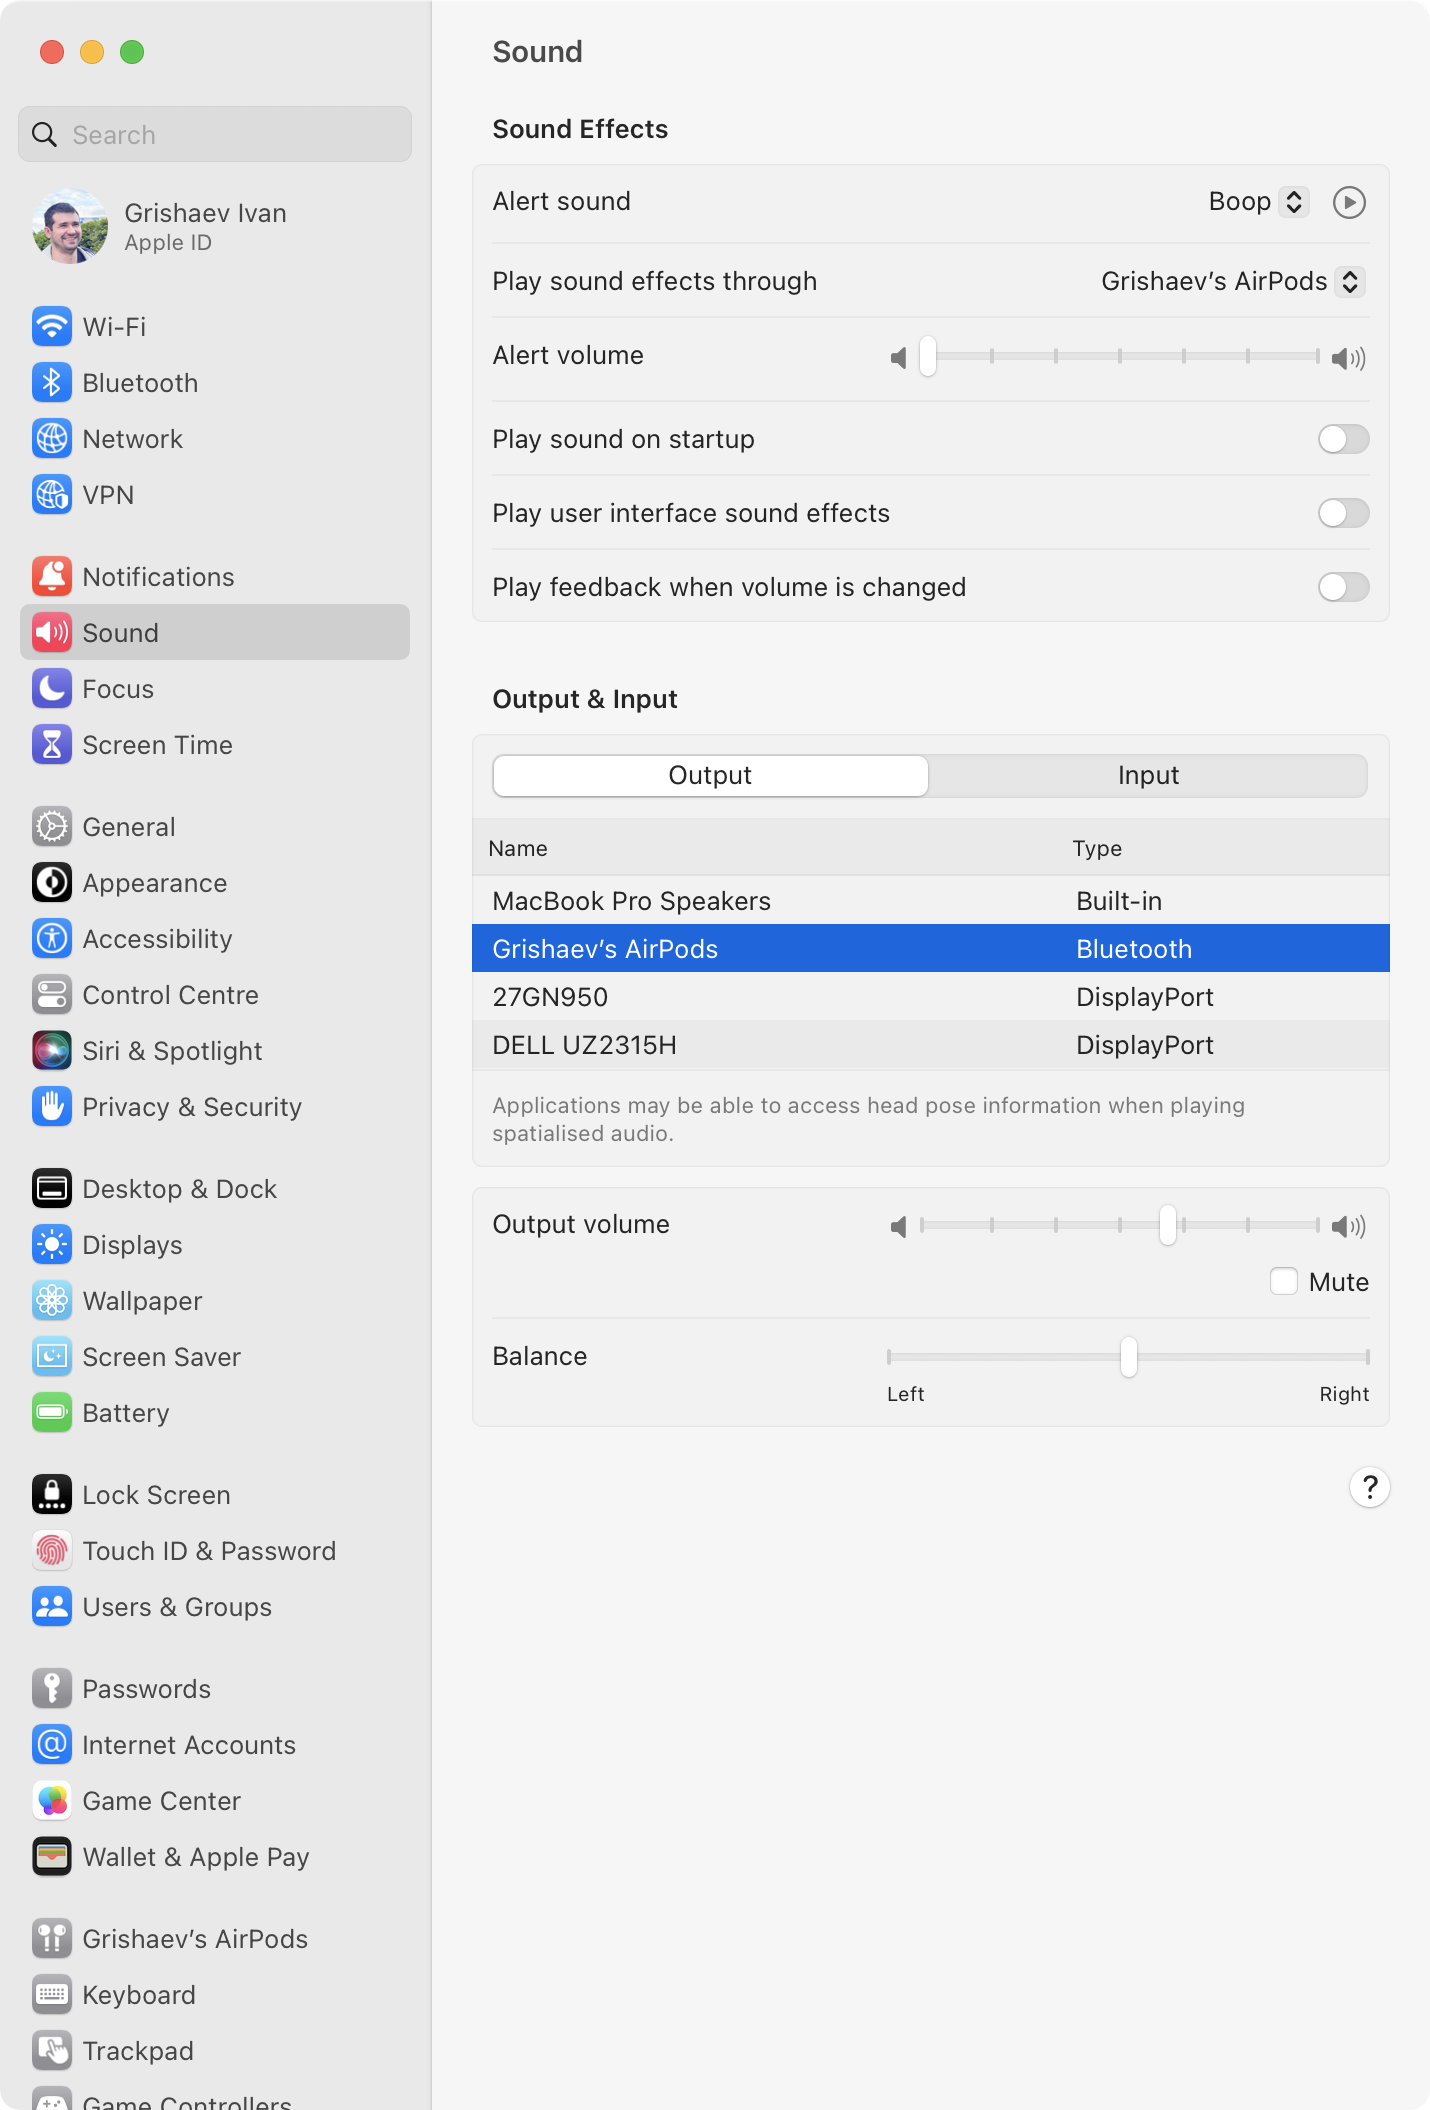 Search
Grishaev Ivan
Apple ID
Wi-Fi
Bluetooth
Network
VPN
Notifications
Sound
Focus
Screen Time
General
Appearance
Accessibility
Control Centre
Siri & Spotlight
Privacy & Security
Desktop & Dock
Displays
Wallpaper
Screen Saver
Battery
Lock Screen
Touch ID & Password
Users & Groups
Passwords
Internet Accounts
Game Center
Wallet & Apple Pay
Grishaev’s AirPods
Keyboard
Trackpad
Game Controllers
Sound
Sound Effects
Alert sound Boop
Play sound effects through Grishaev’s AirPods
Alert volume
Play sound on startup
Play user interface sound effects
Play feedback when volume is changed
Output & Input
Output Input
Name Type
MacBook Pro Speakers Built-in
Grishaev’s AirPods Bluetooth
27GN950 DisplayPort
DELL UZ2315H DisplayPort
Applications may be able to access head pose information when playing
spatialised audio.
Output volume
Mute
Balance
Left Right
?